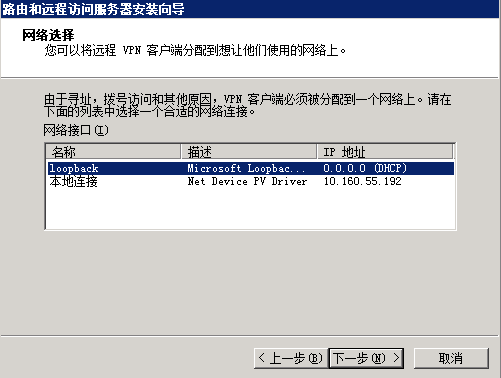 路由和远程访问服务器安装向导
网络选择
您可以将远程 VPN 客户端分配到想让他们使用的网络上。
由于寻址，拨号访问和其他原因，VPN 客户端必须被分配到一个网络上。请在
下面的列表中选择一个合适的网络连接。
网络接口(I)
名称 描述 IP 地址
loopback Microsoft Loopbac... 0.0.0.0 (DHCP)
本地连接 Net Device PV Driver 10.160.55.192
< 上一步(B) 下一步(N) > 取消